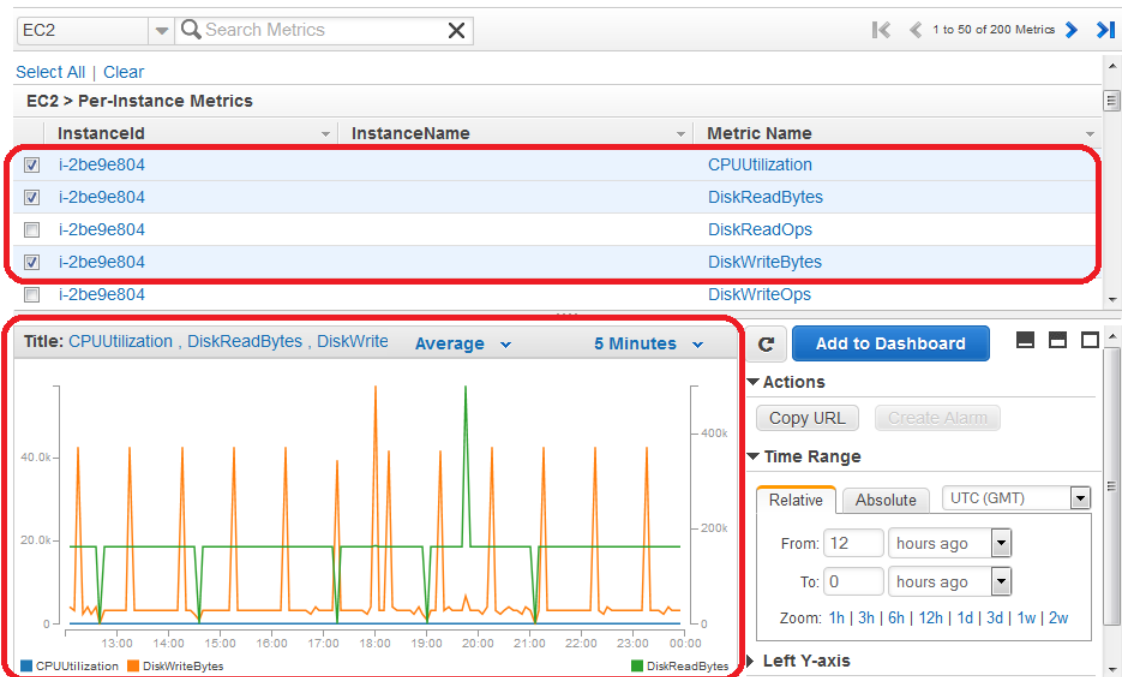 EC2 Search Metrics 1 to 50 of 200 Metrics
Select All | Clear
EC2 > Per-Instance Metrics
InstanceId InstanceName Metric Name
i-2be9e804 CPUUtilization
i-2be9e804 DiskReadBytes
i-2be9e804 DiskReadOps
i-2be9e804 DiskWriteBytes
i-2be9e804 DiskWriteOps
Title: CPUUtilization , DiskReadBytes , DiskWrite Average 5 Minutes
40.0k
20.0k
0
400k
200k
0
13:00 14:00 15:00 16:00 17:00 18:00 19:00 20:00 21:00 22:00 23:00 00:00
CPUUtilization DiskWriteBytes DiskReadBytes
Add to Dashboard
Actions
Copy URL Create Alarm
Time Range
Relative Absolute UTC (GMT)
From: 12 hours ago
To: 0 hours ago
Zoom: 1h | 3h | 6h | 12h | 1d | 3d | 1w | 2w
Left Y-axis